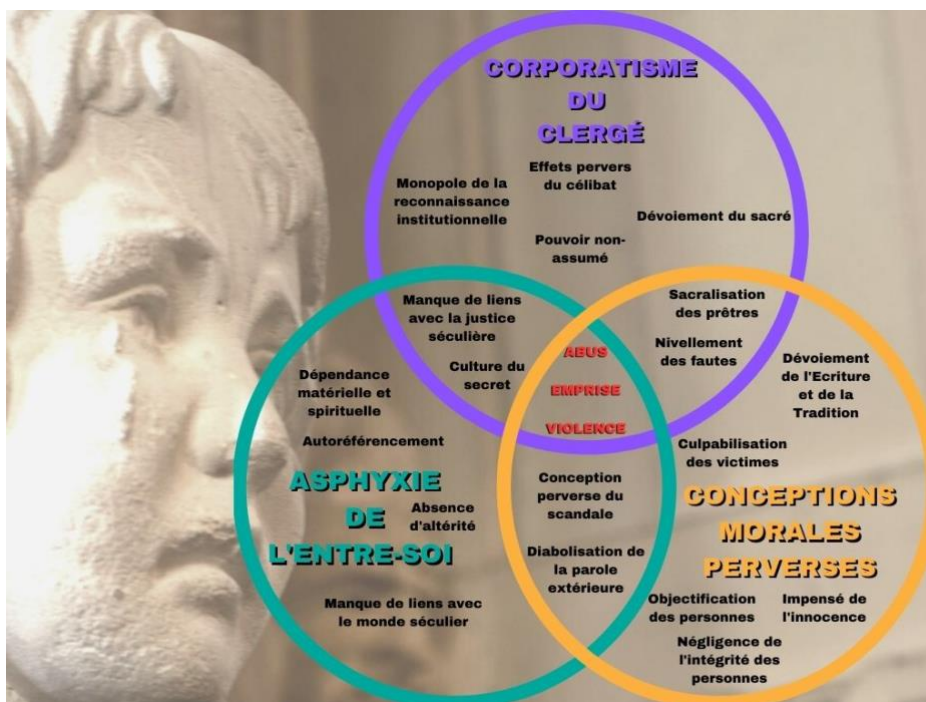 CORPORATISME
DU
CLERGÉ
Effets pervers
du célibat
Monopole de la
reconnaissance
institutionnelle
Dévoiement du sacré
Pouvoir non-
assumé
Manque de liens
avec la justice
séculière
Culture du
secret
Sacralisation
des prêtres
Nivellement
des fautes
ABUS
EMPRISE
VIOLENCE
Dépendance
matérielle et
spirituelle
Autoréférencement
ASPHYXIE
DE
L'ENTRE-SOI
Absence
d'altérité
Manque de liens avec
le monde séculier
Conception
perverse du
scandale
Diabolisation de
la parole
extérieure
Dévoiement
de l'Ecriture
et de la
Tradition
Culpabilisation
des victimes
CONCEPTIONS
MORALES
PERVERSES
Objectification
des personnes
Impensé de
l'innocence
Négligence de
l'intégrité des
personnes